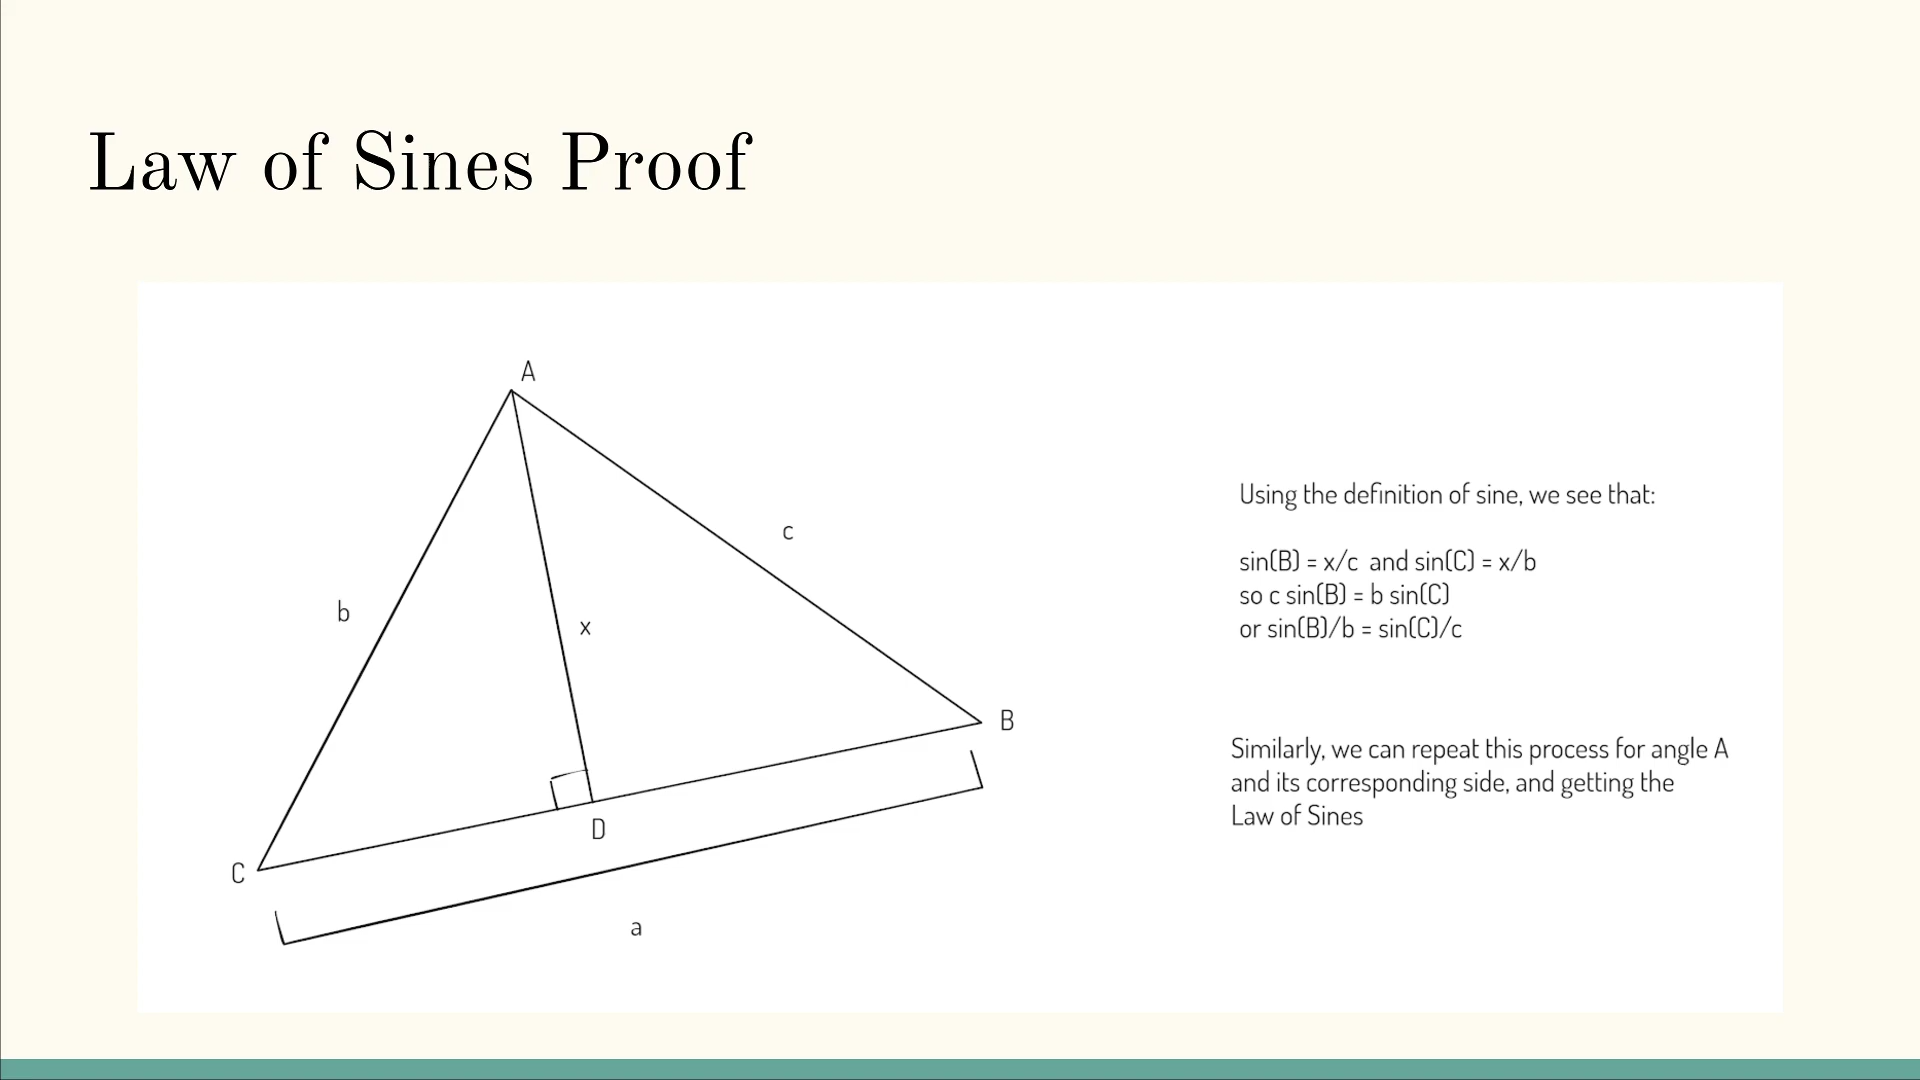 Law of Sines Proof
A
c
b
x
B
D
C
a
Using the definition of sine, we see that:
sin(B) = x/c and sin(C) = x/b
so c sin(B) = b sin(C)
or sin(B)/b = sin(C)/c
Similarly, we can repeat this process for angle A
and its corresponding side, and getting the
Law of Sines